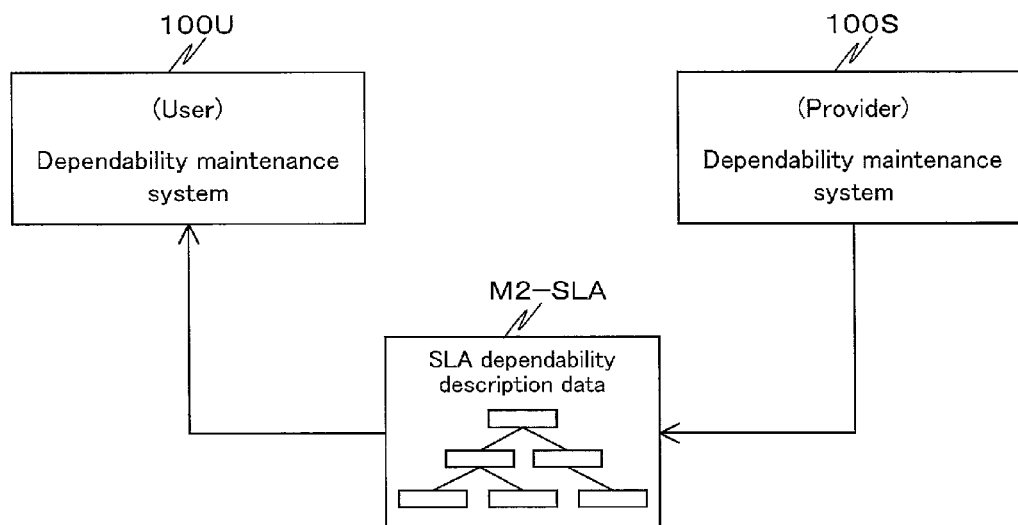 100U
100S
(User)
Dependability maintenance
system
(Provider)
Dependability maintenance
system
M2-SLA
SLA dependability
description data